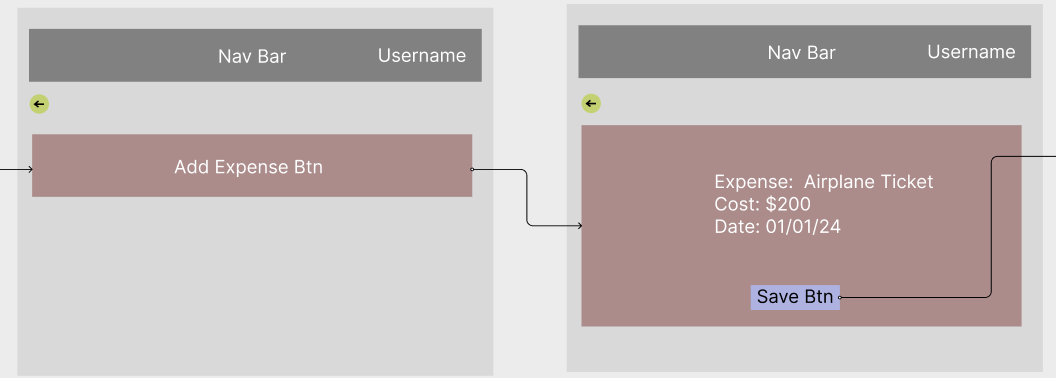 Nav Bar
Username
Add Expense Btn
Nav Bar
Username
Expense:  Airplane Ticket
Cost: $200
Date: 01/01/24
Save Btn